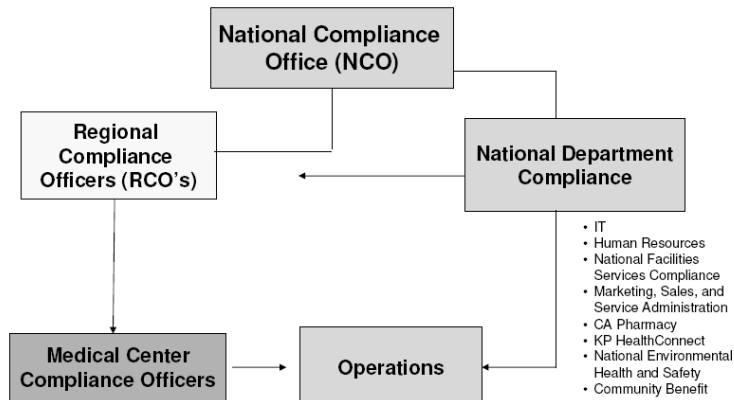 National Compliance
Office (NCO)
Regional
Compliance
Officers (RCO's)
National Department
Compliance
• IT
• Human Resources
• National Facilities
Services Compliance
• Marketing, Sales, and
Service Administration
• CA Pharmacy
• KP HealthConnect
• National Environmental
Health and Safety
• Community Benefit
Medical Center
Compliance Officers
Operations